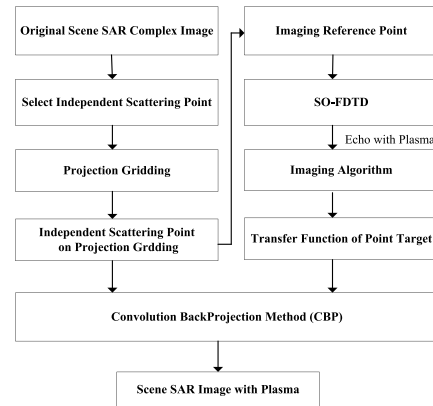 Original Scene SAR Complex Image
Select Independent Scattering Point
Projection Gridding
Independent Scattering Point
on Projection Grdding
Imaging Reference Point
SO-FDTD
Echo with Plasma
Imaging Algorithm
Transfer Function of Point Target
Convolution BackProjection Method (CBP)
Scene SAR Image with Plasma